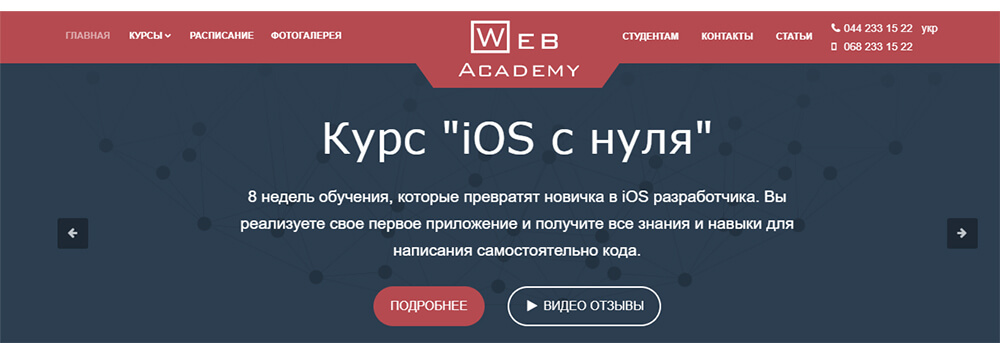 ГЛАВНАЯ КУРСЫ РАСПИСАНИЕ ФОТОГАЛЕРЕЯ
WEB
ACADEMY
СТУДЕНТАМ КОНТАКТЫ СТАТЬИ
044 233 15 22 укр
068 233 15 22
Курс "iOS с нуля"
8 недель обучения, которые превратят новичка в iOS разработчика. Вы
реализуете свое первое приложение и получите все знания и навыки для
написания самостоятельно кода.
ПОДРОБНЕЕ
ВИДЕО ОТЗЫВЫ